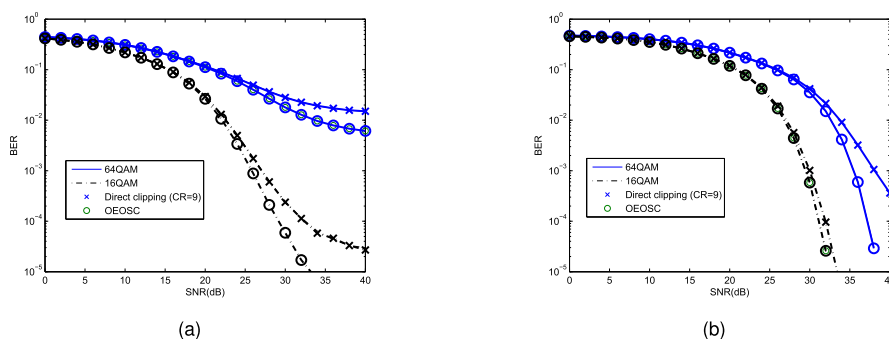 10^0
10^-1
10^-2
10^-3
10^-4
10^-5
BER
64QAM
16QAM
Direct clipping (CR=9)
OEOSC
0 5 10 15 20 25 30 35 40
SNR(dB)
(a)
10^0
10^-1
10^-2
10^-3
10^-4
10^-5
BER
64QAM
16QAM
Direct clipping (CR=9)
OEOSC
0 5 10 15 20 25 30 35 40
SNR(dB)
(b)